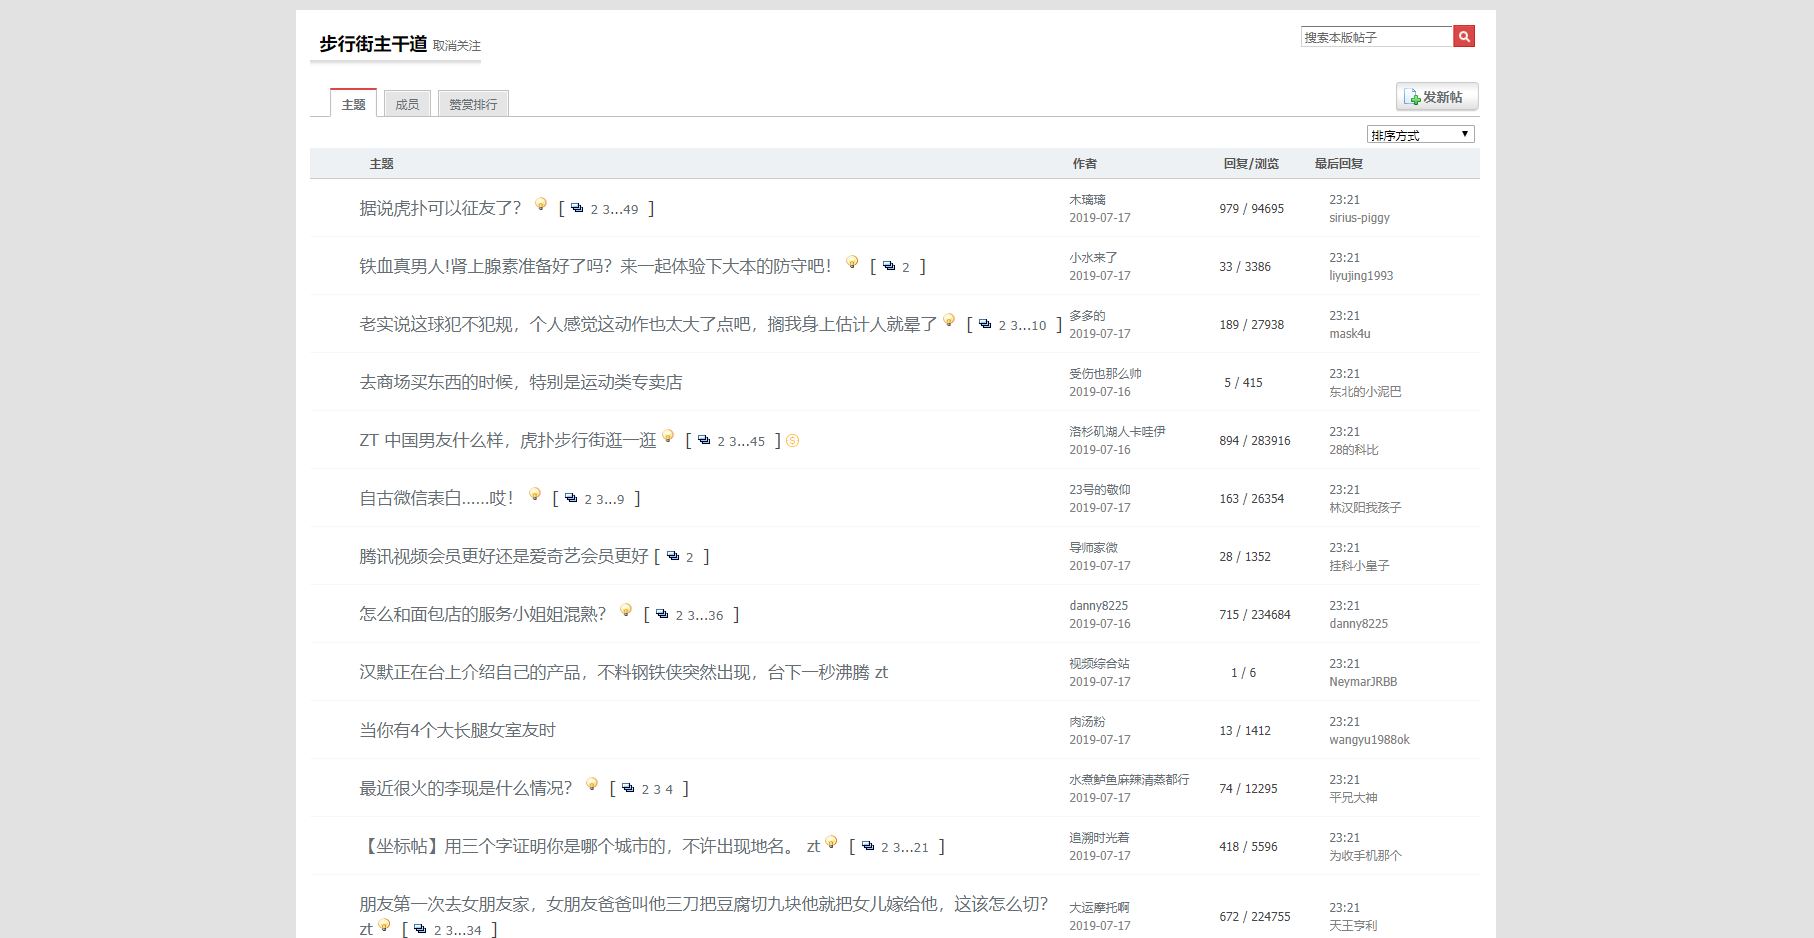 步行街主干道 取消关注
搜索本版帖子
主题 成员 赞赏排行
发新帖
排序方式
主题 作者 回复/浏览 最后回复
据说虎扑可以征友了？ [ 2 3...49 ] 木璃璃 2019-07-17 979 / 94695 23:21 sirius-piggy
铁血真男人!肾上腺素准备好了吗？来一起体验下大本的防守吧！ [ 2 ] 小水来了 2019-07-17 33 / 3386 23:21 liyujing1993
老实说这球犯不犯规，个人感觉这动作也太大了点吧，搁我身上估计人就晕了 [ 2 3...10 ] 多多的 2019-07-17 189 / 27938 23:21 mask4u
去商场买东西的时候，特别是运动类专卖店 受伤也那么帅 2019-07-16 5 / 415 23:21 东北的小泥巴
ZT 中国男友什么样，虎扑步行街逛一逛 [ 2 3...45 ] 洛杉矶湖人卡哇伊 2019-07-16 894 / 283916 23:21 28的科比
自古微信表白......哎！ [ 2 3...9 ] 23号的敬仰 2019-07-17 163 / 26354 23:21 林汉阳我孩子
腾讯视频会员更好还是爱奇艺会员更好 [ 2 ] 导师家微 2019-07-17 28 / 1352 23:21 挂科小皇子
怎么和面包店的服务小姐姐混熟？ [ 2 3...36 ] danny8225 2019-07-16 715 / 234684 23:21 danny8225
汉默正在台上介绍自己的产品，不料钢铁侠突然出现，台下一秒沸腾 zt 视频综合站 2019-07-17 1 / 6 23:21 NeymarJRBB
当你有4个大长腿女室友时 肉汤粉 2019-07-17 13 / 1412 23:21 wangyu1988ok
最近很火的李现是什么情况？ [ 2 3 4 ] 水煮鲈鱼麻辣清蒸都行 2019-07-17 74 / 12295 23:21 平兄大神
【坐标帖】用三个字证明你是哪个城市的，不许出现地名。 zt [ 2 3...21 ] 追溯时光着 2019-07-17 418 / 5596 23:21 为收手机那个
朋友第一次去女朋友家，女朋友爸爸叫他三刀把豆腐切九块他就把女儿嫁给他，这该怎么切？
zt [ 2 3...34 ] 大运摩托啊 2019-07-17 672 / 224755 23:21 天王亨利